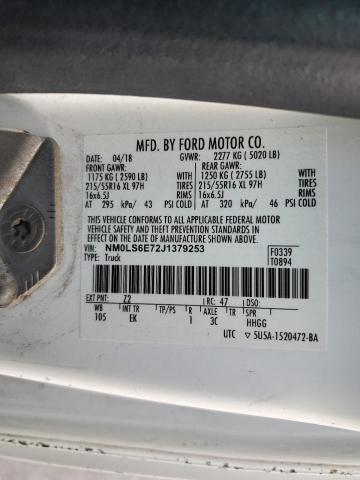 MFD. BY FORD MOTOR CO.
DATE: 04/18 GVWR: 2277 KG ( 5020 LB)
FRONT GAWR: REAR GAWR:
1175 KG ( 2590 LB) WITH 1250 KG ( 2755 LB) WITH
215/55R16 XL 97H TIRES 215/55R16 XL 97H TIRES
16x6.5J RIMS 16x6.5J RIMS
AT 295 kPa/ 43 PSI COLD AT 320 kPa/ 46 PSI COLD
THIS VEHICLE CONFORMS TO ALL APPLICABLE FEDERAL MOTOR
VEHICLE SAFETY AND THEFT PREVENTION STANDARDS IN EFFECT
ON THE DATE OF MANUFACTURE SHOWN ABOVE.
VIN: NM0LS6E72J1379253 F0339
TYPE: Truck T0894
EXT PNT: Z2 RC: 47 DSO:
WB INT TR TP/PS R AXLE TR SPR
105 EK 1 3C HHGG
UTC 5U5A-1520472-BA